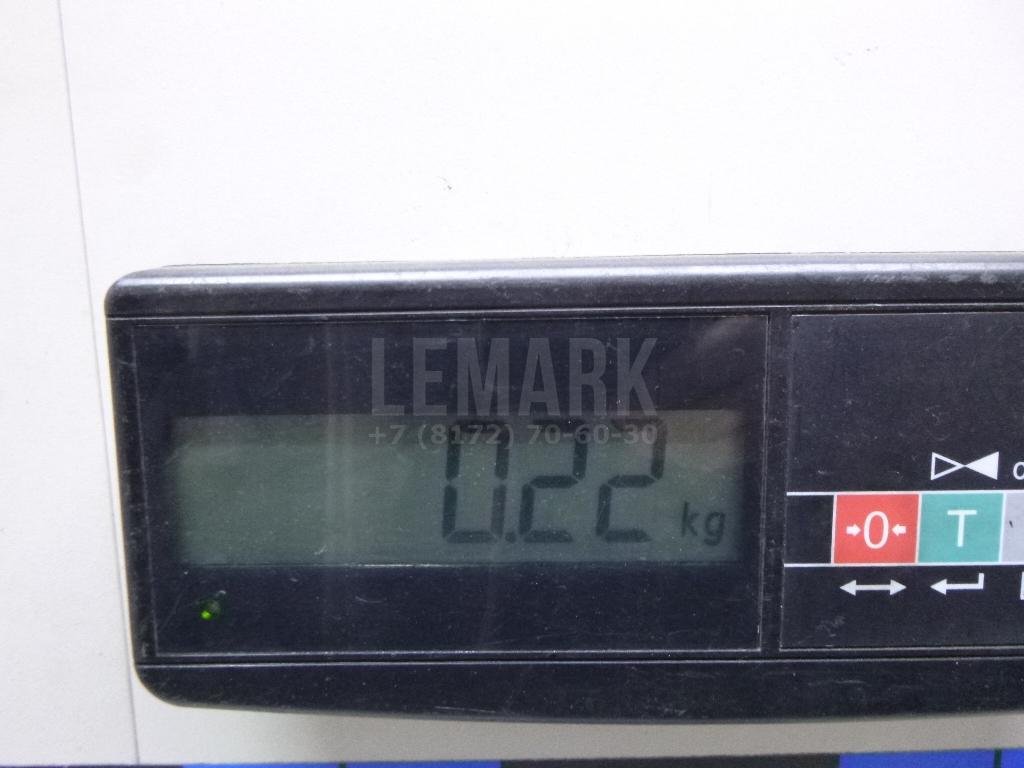 LEMARK
+7 (8172) 70-60-30
0.22 kg
→0← T